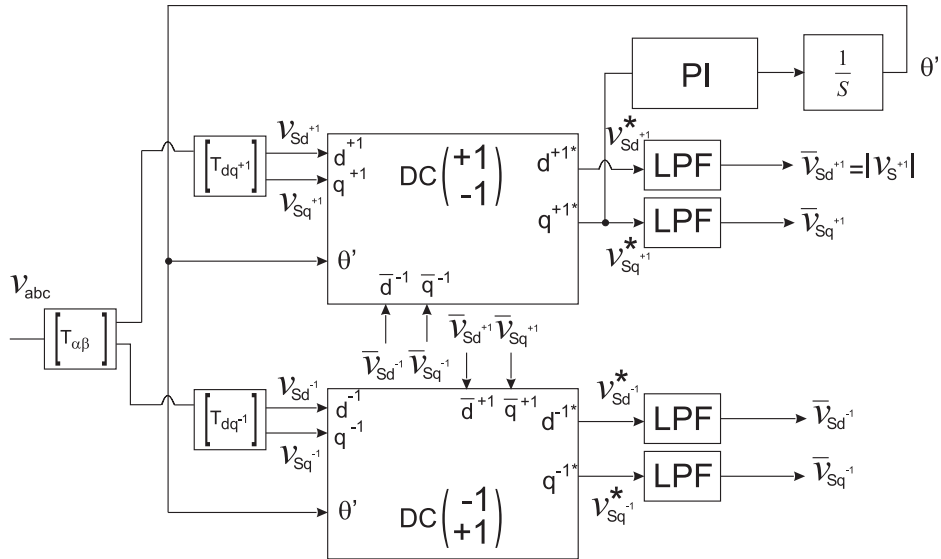 PI
1/S
θ'
v_abc
[T_αβ]
[T_dq+1]
v_Sd+1
v_Sq+1
d+1
q+1
θ'
DC(+1 -1)
d+1*
q+1*
d̅-1 q̅-1
v*_Sd+1
v*_Sq+1
LPF
LPF
v̅_Sd+1=|v_S+1|
v̅_Sq+1
v̅_Sd-1 v̅_Sq-1
v̅_Sd+1 v̅_Sq+1
[T_dq-1]
v_Sd-1
v_Sq-1
d-1
q-1
θ'
d̅+1 q̅+1
DC(-1 +1)
d-1*
q-1*
v*_Sd-1
v*_Sq-1
LPF
LPF
v̅_Sd-1
v̅_Sq-1